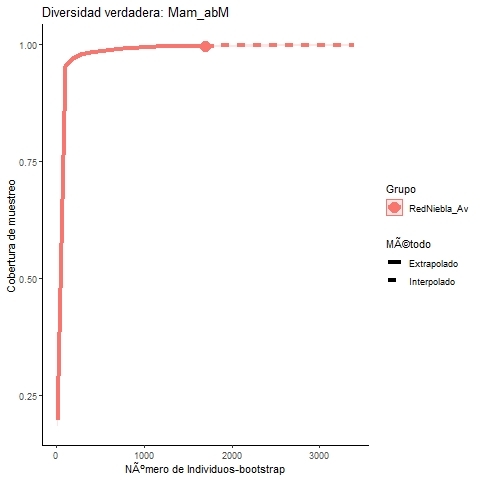 Diversidad verdadera: Mam_abM
1.00
0.75
0.50
0.25
Cobertura de muestreo
0
1000
2000
3000
NÃºmero de Individuos-bootstrap
Grupo
RedNiebla_Av
MÃ©todo
Extrapolado
Interpolado